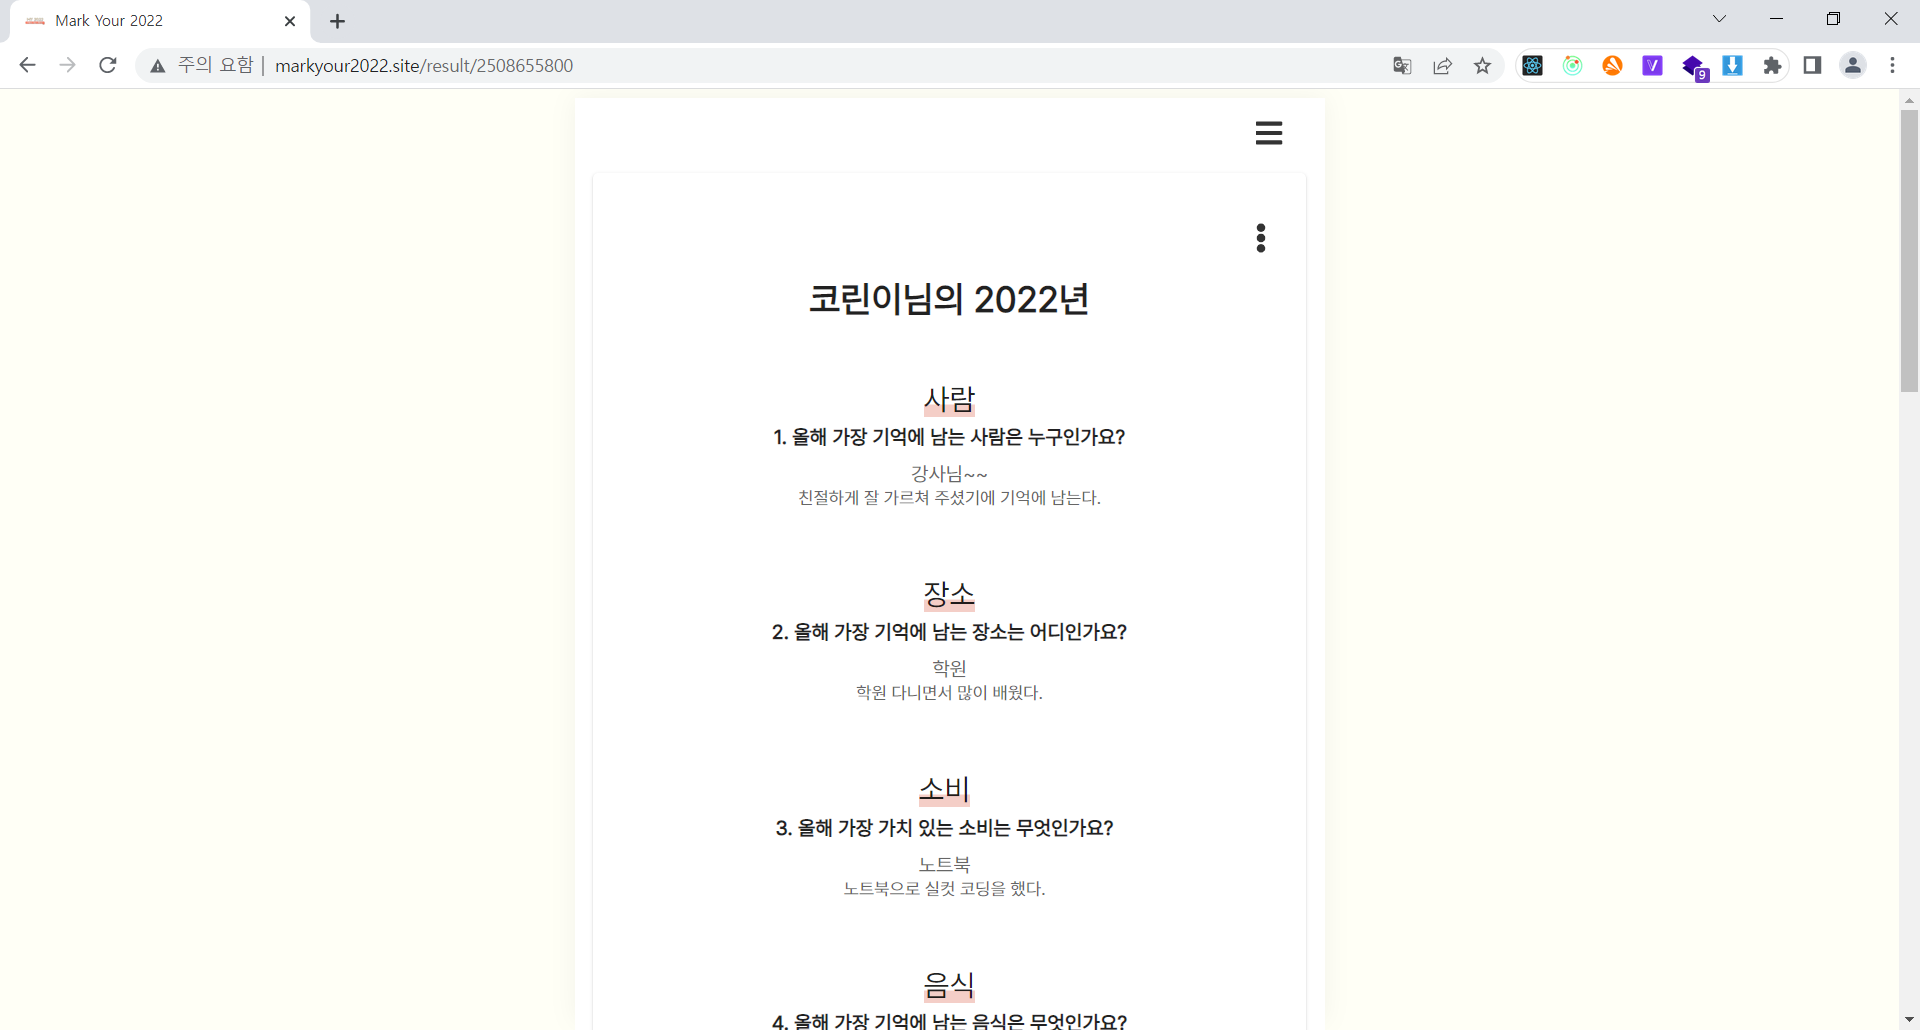 Mark Your 2022
주의 요함
markyour2022.site/result/2508655800
9
코린이님의 2022년
사람
1. 올해 가장 기억에 남는 사람은 누구인가요?
강사님~~
친절하게 잘 가르쳐 주셨기에 기억에 남는다.
장소
2. 올해 가장 기억에 남는 장소는 어디인가요?
학원
학원 다니면서 많이 배웠다.
소비
3. 올해 가장 가치 있는 소비는 무엇인가요?
노트북
노트북으로 실컷 코딩을 했다.
음식
4. 올해 가장 기억에 남는 음식은 무엇인가요?